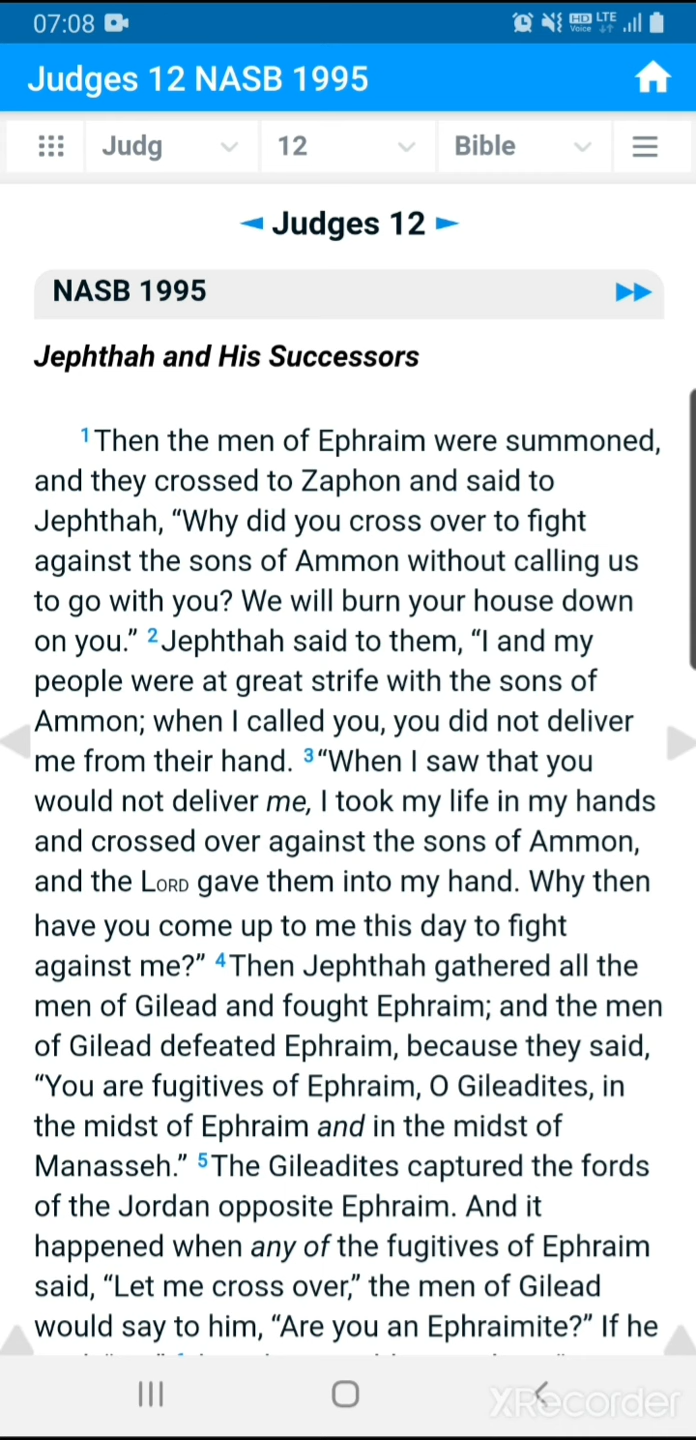 07:08
HD Voice LTE
Judges 12 NASB 1995
Judg 12 Bible
Judges 12
NASB 1995
Jephthah and His Successors
1 Then the men of Ephraim were summoned,
and they crossed to Zaphon and said to
Jephthah, “Why did you cross over to fight
against the sons of Ammon without calling us
to go with you? We will burn your house down
on you.” 2 Jephthah said to them, “I and my
people were at great strife with the sons of
Ammon; when I called you, you did not deliver
me from their hand. 3 “When I saw that you
would not deliver me, I took my life in my hands
and crossed over against the sons of Ammon,
and the LORD gave them into my hand. Why then
have you come up to me this day to fight
against me?” 4 Then Jephthah gathered all the
men of Gilead and fought Ephraim; and the men
of Gilead defeated Ephraim, because they said,
“You are fugitives of Ephraim, O Gileadites, in
the midst of Ephraim and in the midst of
Manasseh.” 5 The Gileadites captured the fords
of the Jordan opposite Ephraim. And it
happened when any of the fugitives of Ephraim
said, “Let me cross over,” the men of Gilead
would say to him, “Are you an Ephraimite?” If he
XRecorder